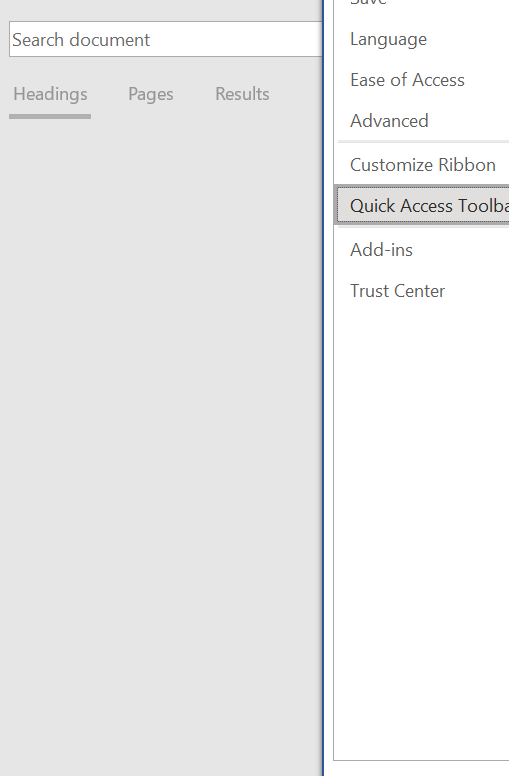 Search document
Headings Pages Results
Save
Language
Ease of Access
Advanced
Customize Ribbon
Quick Access Toolba
Add-ins
Trust Center